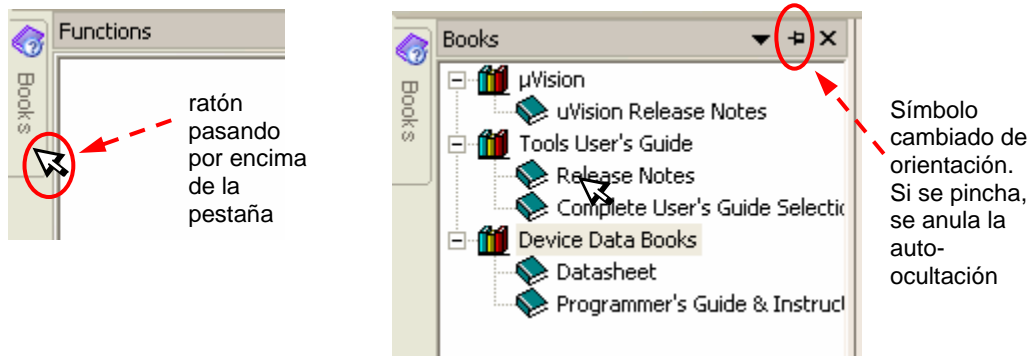 Functions
Books
ratón
pasando
por encima
de la
pestaña
Books
Books
µVision
uVision Release Notes
Tools User's Guide
Release Notes
Complete User's Guide Selectic
Device Data Books
Datasheet
Programmer's Guide & Instruct
Símbolo
cambiado de
orientación.
Si se pincha,
se anula la
auto-
ocultación